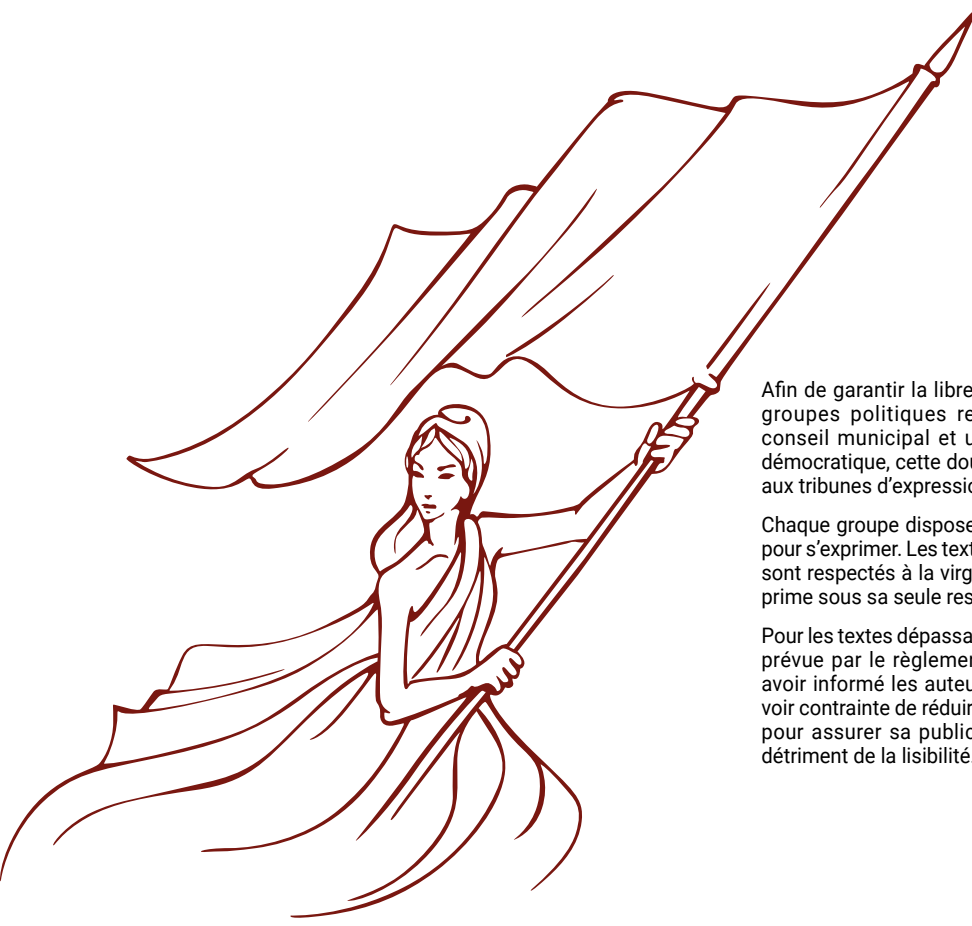 Afin de garantir la libre
groupes politiques re
conseil municipal et u
démocratique, cette dou
aux tribunes d’expressio
Chaque groupe dispose
pour s’exprimer. Les text
sont respectés à la virg
prime sous sa seule res
Pour les textes dépassa
prévue par le règlemen
avoir informé les auteu
voir contrainte de réduir
pour assurer sa public
détriment de la lisibilité.